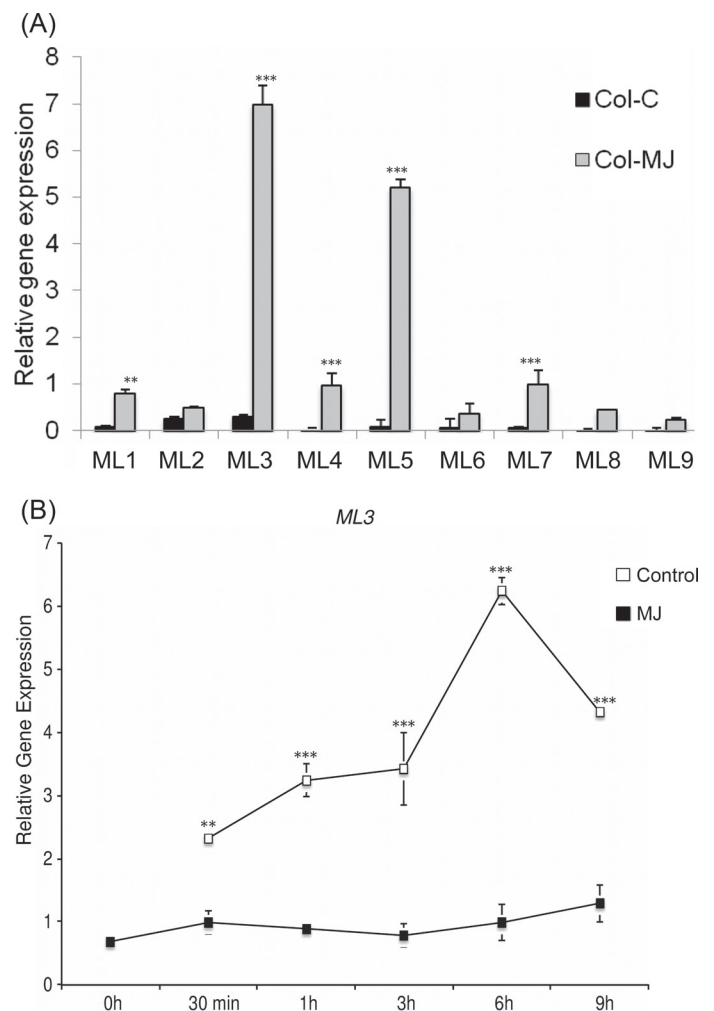 (A)
Relative gene expression
8
7
6
5
4
3
2
1
0
**
***
***
***
***
Col-C
Col-MJ
ML1 ML2 ML3 ML4 ML5 ML6 ML7 ML8 ML9
(B)
ML3
Relative Gene Expression
7
6
5
4
3
2
1
0
**
***
***
***
***
Control
MJ
0h 30 min 1h 3h 6h 9h